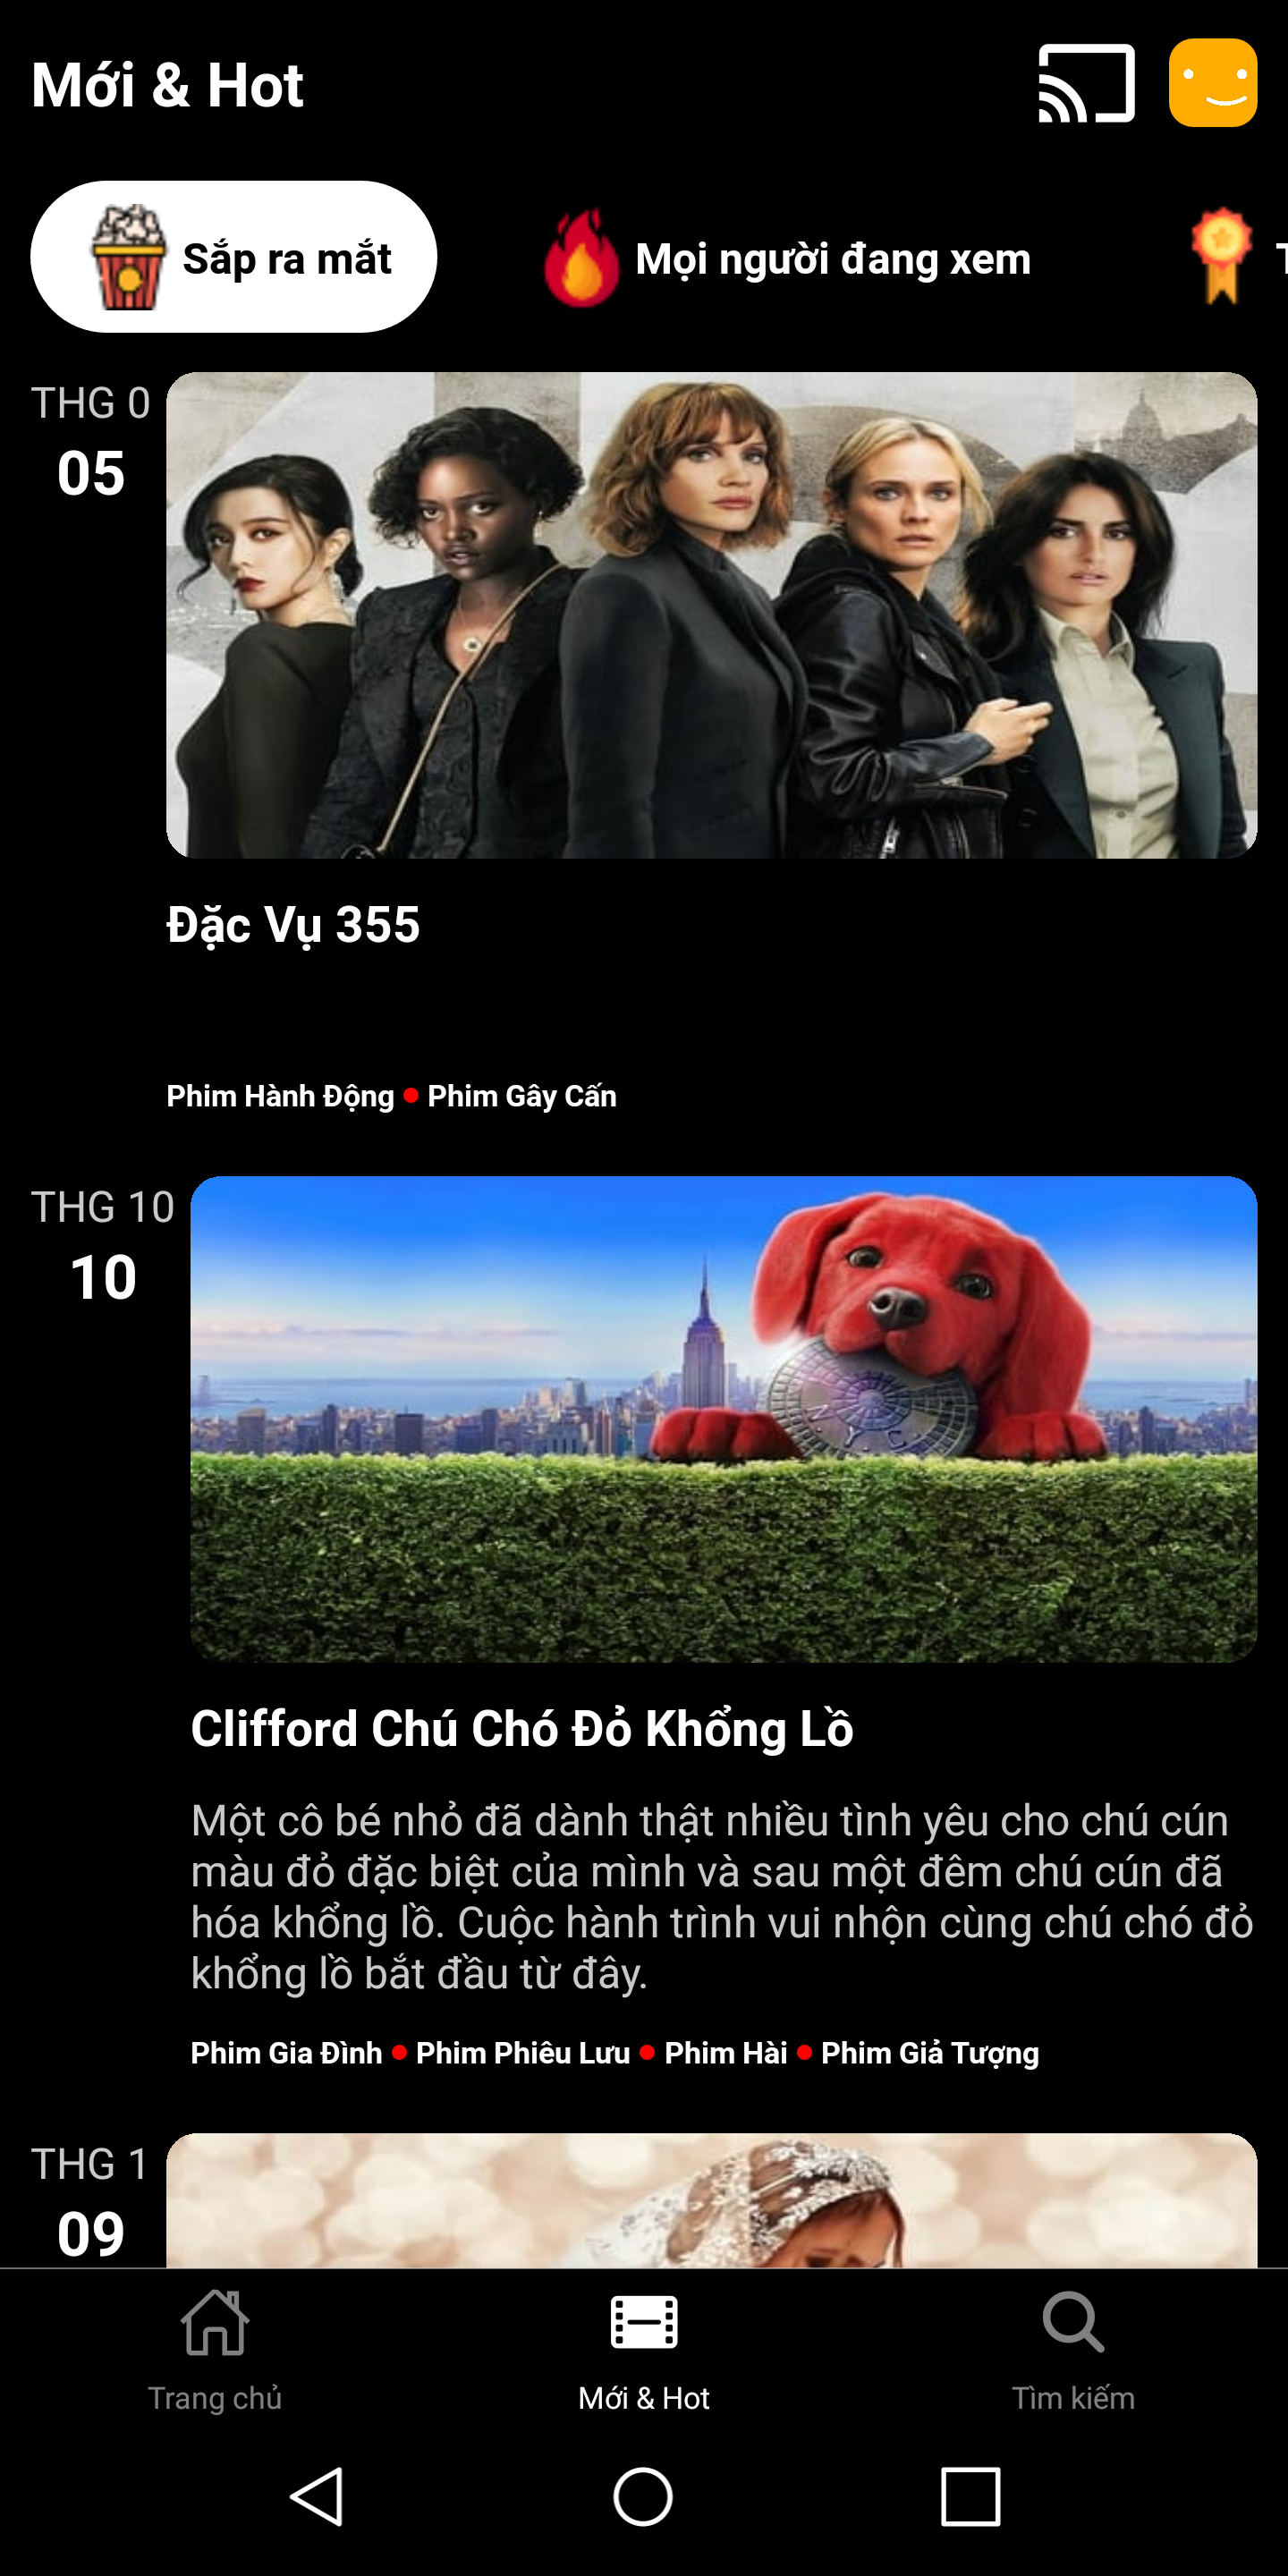 Mới & Hot
Sắp ra mắt
Mọi người đang xem
THG 0
05
Đặc Vụ 355
Phim Hành Động ● Phim Gây Cấn
THG 10
10
N.Y.C
Clifford Chú Chó Đỏ Khổng Lồ
Một cô bé nhỏ đã dành thật nhiều tình yêu cho chú cún
màu đỏ đặc biệt của mình và sau một đêm chú cún đã
hóa khổng lồ. Cuộc hành trình vui nhộn cùng chú chó đỏ
khổng lồ bắt đầu từ đây.
Phim Gia Đình ● Phim Phiêu Lưu ● Phim Hài ● Phim Giả Tượng
THG 1
09
Trang chủ
Mới & Hot
Tìm kiếm